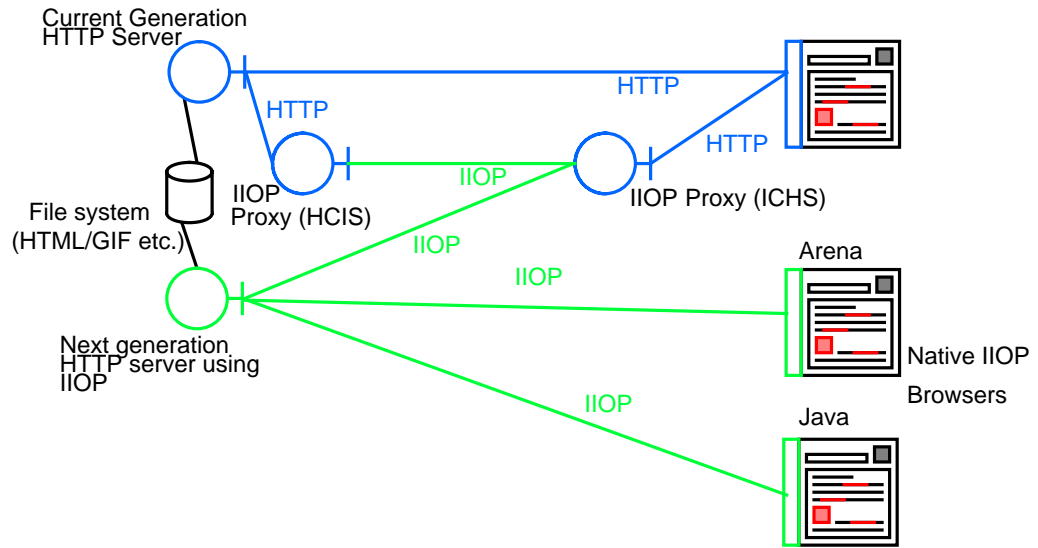 Current Generation
HTTP Server
HTTP
HTTP
HTTP
IIOP
IIOP
Proxy (HCIS)
IIOP Proxy (ICHS)
File system
(HTML/GIF etc.)
IIOP
Arena
IIOP
Next generation
HTTP server using
IIOP
Native IIOP
Browsers
IIOP
Java